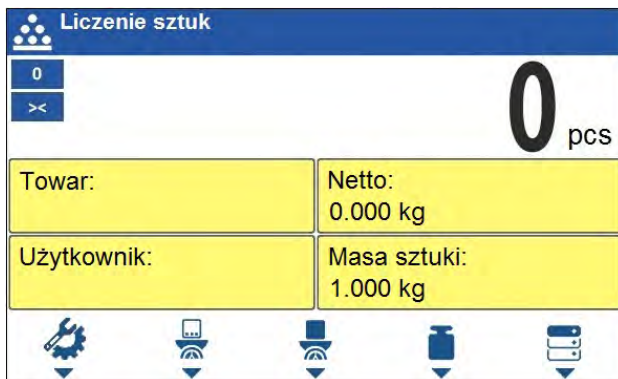 Liczenie sztuk
0
><
0 pcs
Towar:
Netto:
0.000 kg
Użytkownik:
Masa sztuki:
1.000 kg